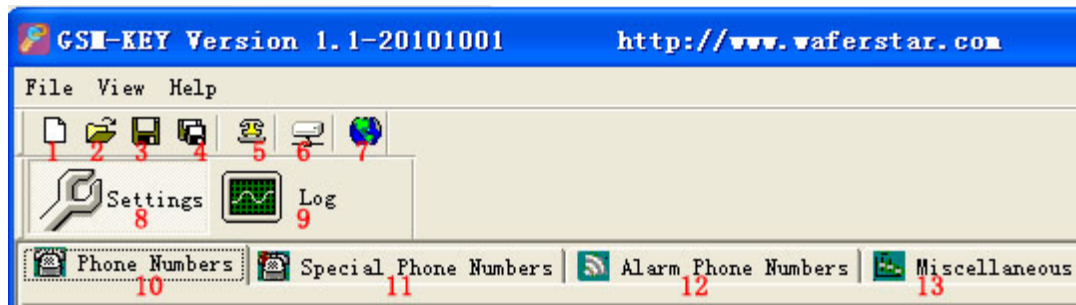 GSM-KEY Version 1.1-20101001 http://www.waferstar.com
File View Help
1 2 3 4 5 6 7
Settings Log
8 9
Phone Numbers Special Phone Numbers Alarm Phone Numbers Miscellaneous
10 11 12 13